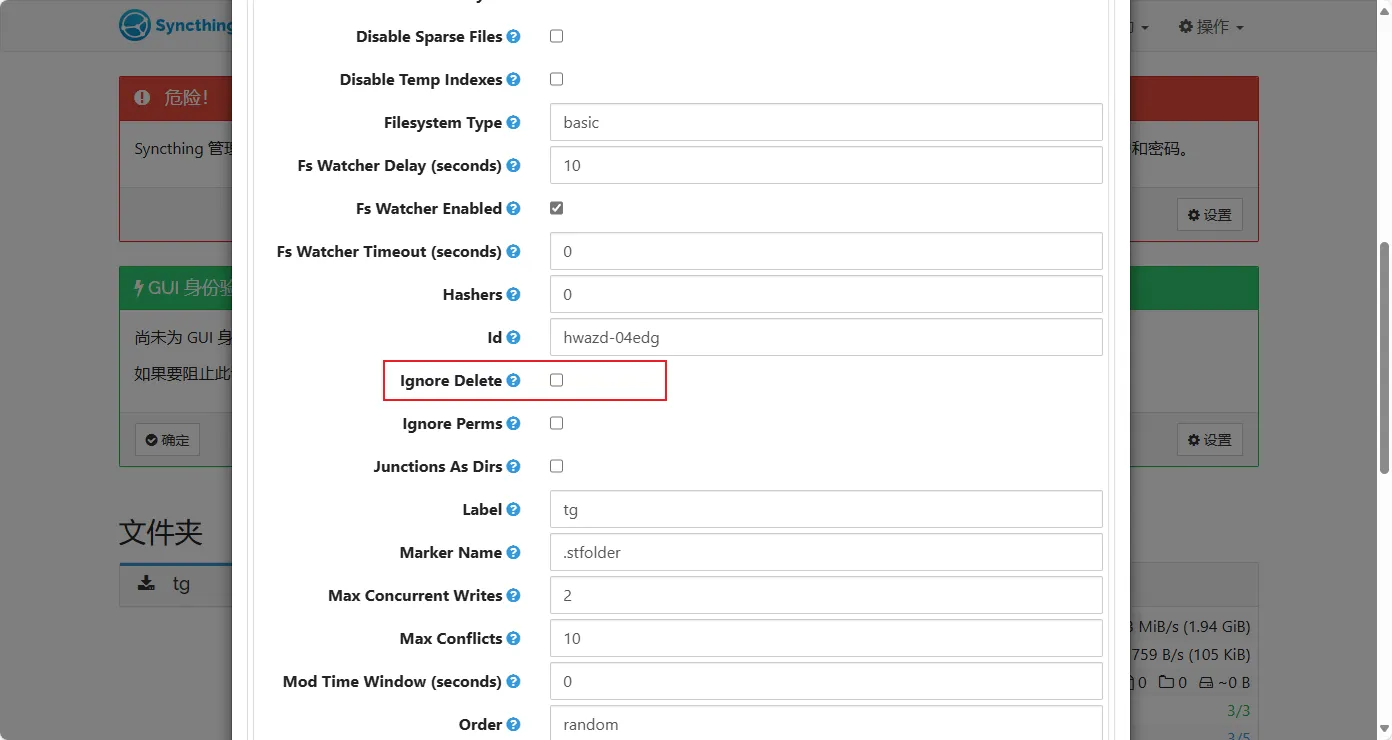 Syncthing
操作
危险!
Syncthing 管理
和密码。
设置
GUI 身份验
尚未为 GUI 身
如果要阻止此
确定
设置
文件夹
tg
Disable Sparse Files
Disable Temp Indexes
Filesystem Type basic
Fs Watcher Delay (seconds) 10
Fs Watcher Enabled
Fs Watcher Timeout (seconds) 0
Hashers 0
Id hwazd-04edg
Ignore Delete
Ignore Perms
Junctions As Dirs
Label tg
Marker Name .stfolder
Max Concurrent Writes 2
Max Conflicts 10
Mod Time Window (seconds) 0
Order random
MiB/s (1.94 GiB)
759 B/s (105 KiB)
0 0 ~0 B
3/3
3/5